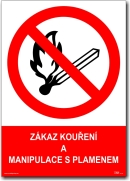 ZÁKAZ KOUŘENÍ
A
MANIPULACE S PLAMENEM